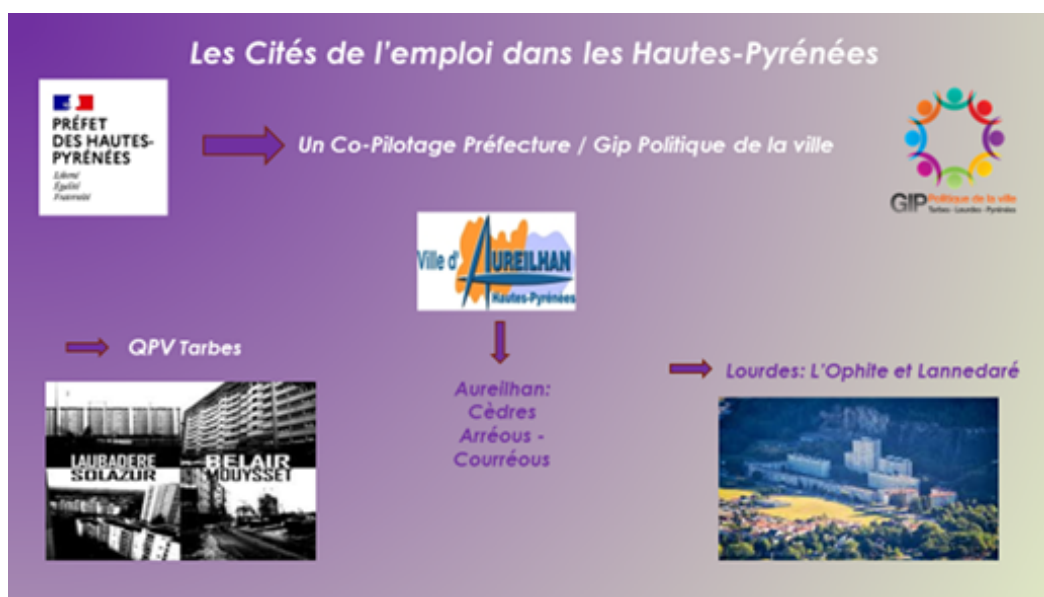 Les Cités de l'emploi dans les Hautes-Pyrénées
PRÉFET
DES HAUTES-
PYRÉNÉES
Liberté
Égalité
Fraternité
Un Co-Pilotage Préfecture / Gip Politique de la ville
GIP Politique de la ville
Tarbes - Lourdes - Pyrénées
Ville d'AUREILHAN
Hautes-Pyrénées
QPV Tarbes
LAUBADERE
SOLAZUR
BELAIR
MOUYSSET
Aureilhan:
Cèdres
Arréous -
Courréous
Lourdes: L'Ophite et Lannedaré